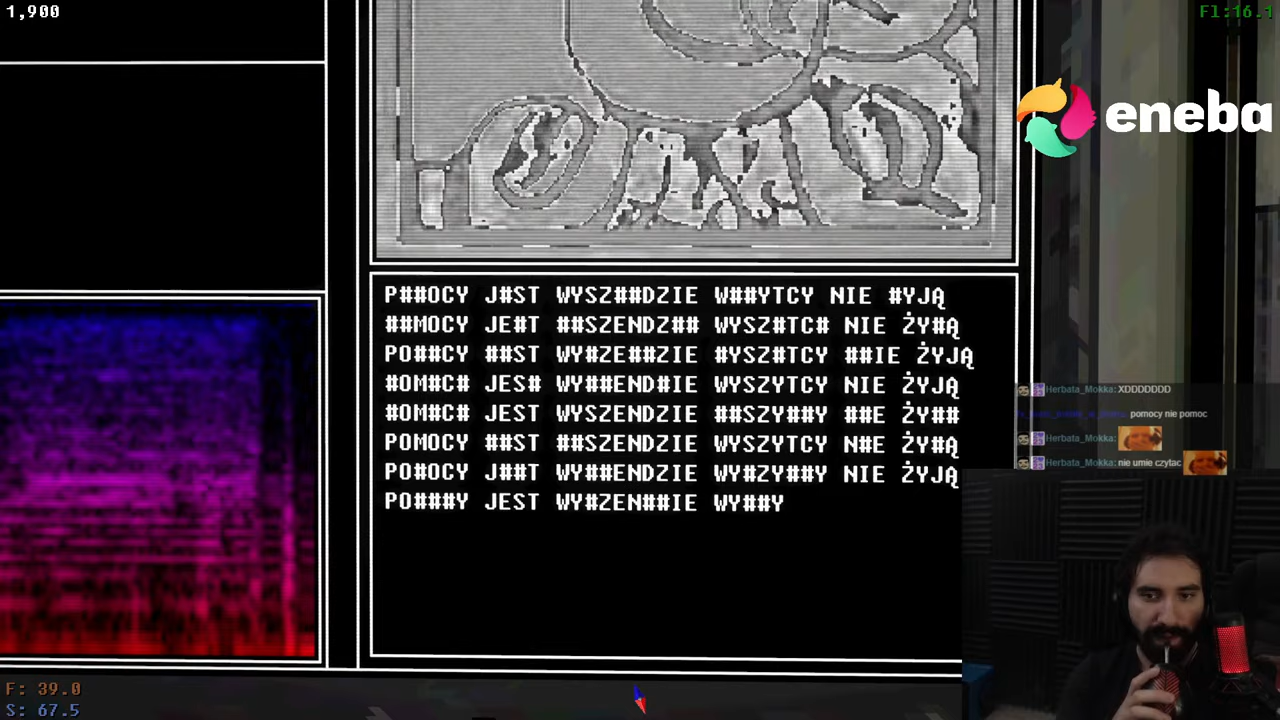 1,900
F1:16.1
eneba
P##OCY J#ST WYSZ##DZIE W##YTCY NIE #YJĄ
##MOCY JE#T ##SZENDZ## WYSZ#TC# NIE ŻY#Ą
PO##CY ##ST WY#ZE##ZIE #YSZ#TCY ##IE ŻYJĄ
#OM#C# JES# WY##END#IE WYSZYTCY NIE ŻYJĄ
#OM#C# JEST WYSZENDZIE ##SZY##Y ##E ŻY##
POMOCY ##ST ##SZENDZIE WYSZYTCY N#E ŻY#Ą
PO#OCY J##T WY##ENDZIE WY#ZY##Y NIE ŻYJĄ
PO###Y JEST WY#ZEN##IE WY##Y
Herbata_Mokka: XDDDDDDD
pomocy nie pomoc
Herbata_Mokka:
Herbata_Mokka: nie umie czytac
F: 39.0
S: 67.5